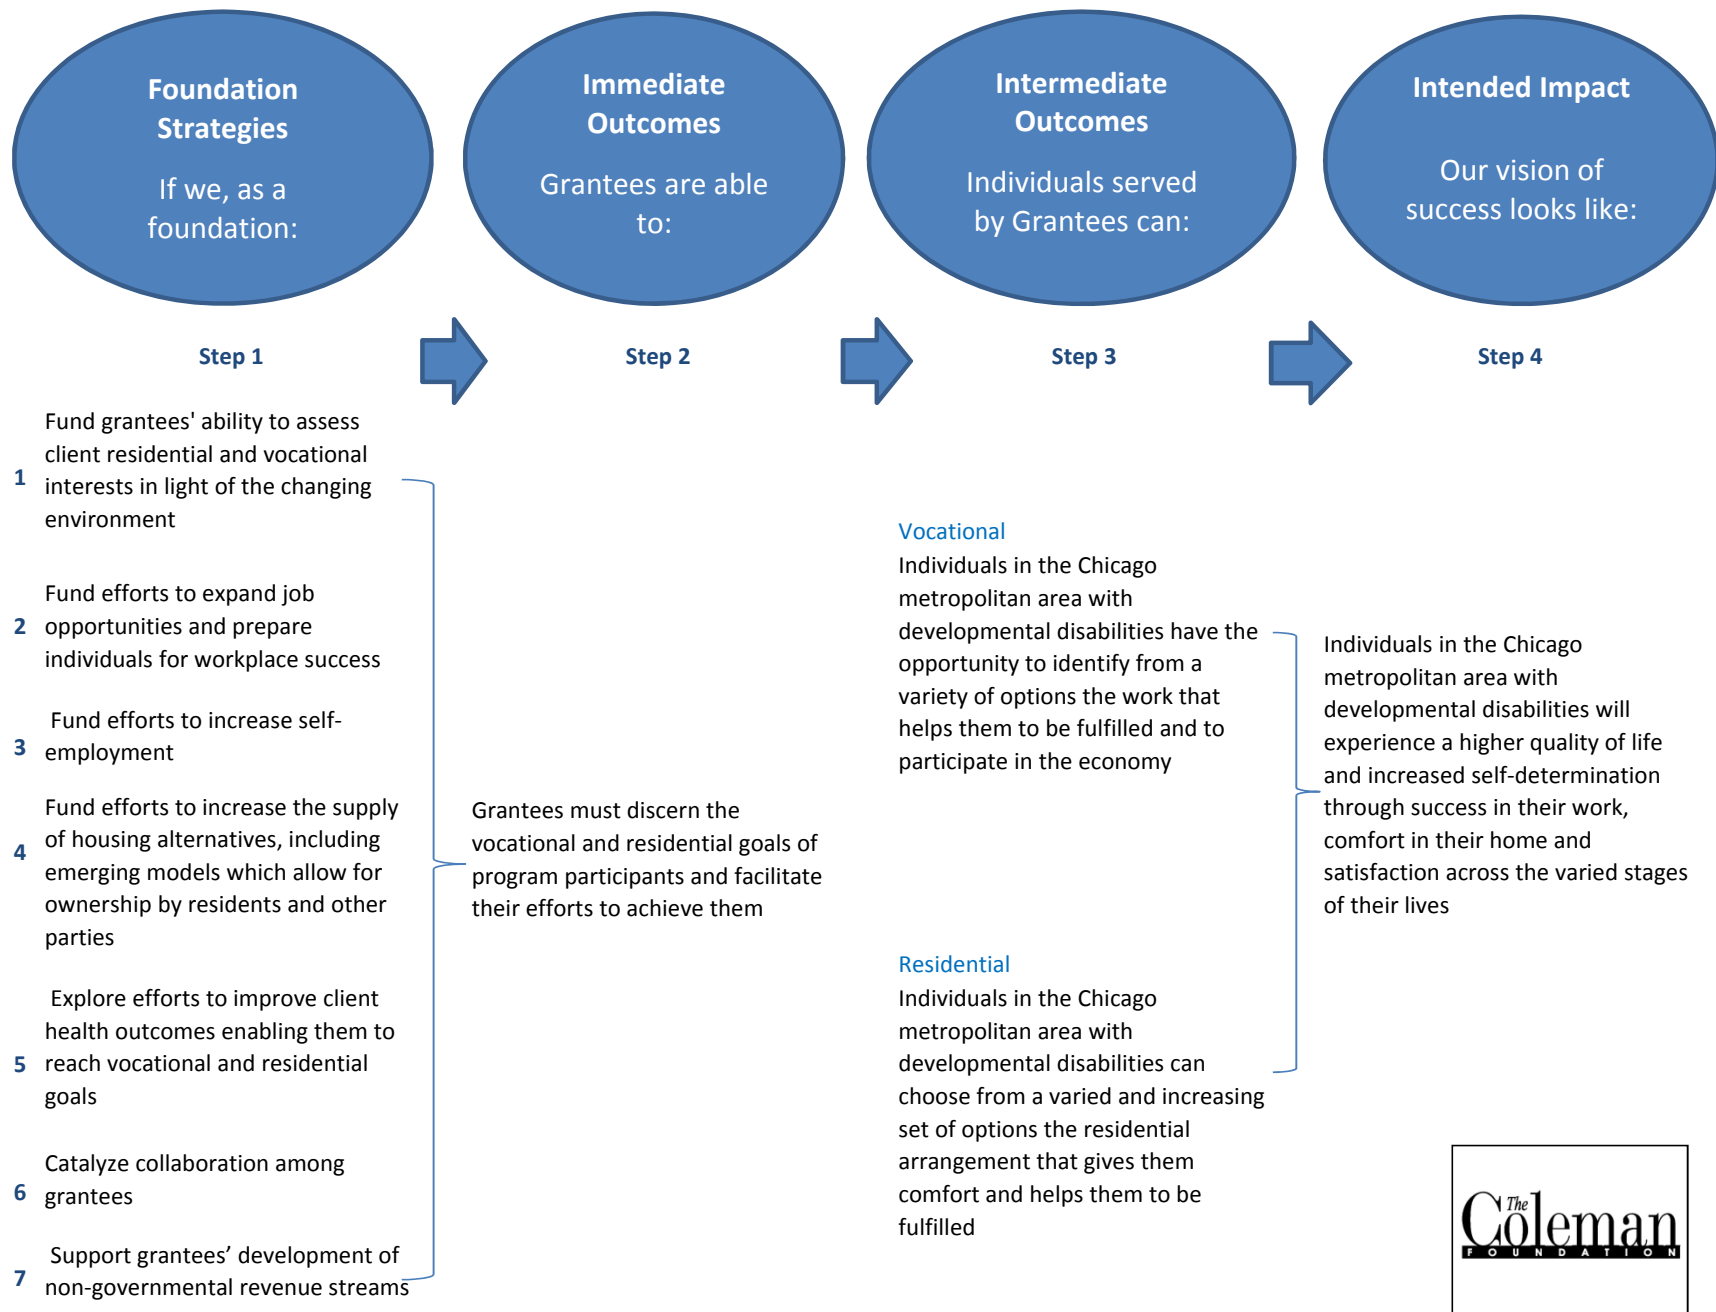 Foundation
Strategies
If we, as a
foundation:
Immediate
Outcomes
Grantees are able
to:
Intermediate
Outcomes
Individuals served
by Grantees can:
Intended Impact
Our vision of
success looks like:
Step 1
Step 2
Step 3
Step 4
1
Fund grantees' ability to assess
client residential and vocational
interests in light of the changing
environment
2
Fund efforts to expand job
opportunities and prepare
individuals for workplace success
3
Fund efforts to increase self-
employment
4
Fund efforts to increase the supply
of housing alternatives, including
emerging models which allow for
ownership by residents and other
parties
5
Explore efforts to improve client
health outcomes enabling them to
reach vocational and residential
goals
6
Catalyze collaboration among
grantees
7
Support grantees’ development of
non-governmental revenue streams
Grantees must discern the
vocational and residential goals of
program participants and facilitate
their efforts to achieve them
Vocational
Individuals in the Chicago
metropolitan area with
developmental disabilities have the
opportunity to identify from a
variety of options the work that
helps them to be fulfilled and to
participate in the economy
Residential
Individuals in the Chicago
metropolitan area with
developmental disabilities can
choose from a varied and increasing
set of options the residential
arrangement that gives them
comfort and helps them to be
fulfilled
Individuals in the Chicago
metropolitan area with
developmental disabilities will
experience a higher quality of life
and increased self-determination
through success in their work,
comfort in their home and
satisfaction across the varied stages
of their lives
The
Coleman
FOUNDATION